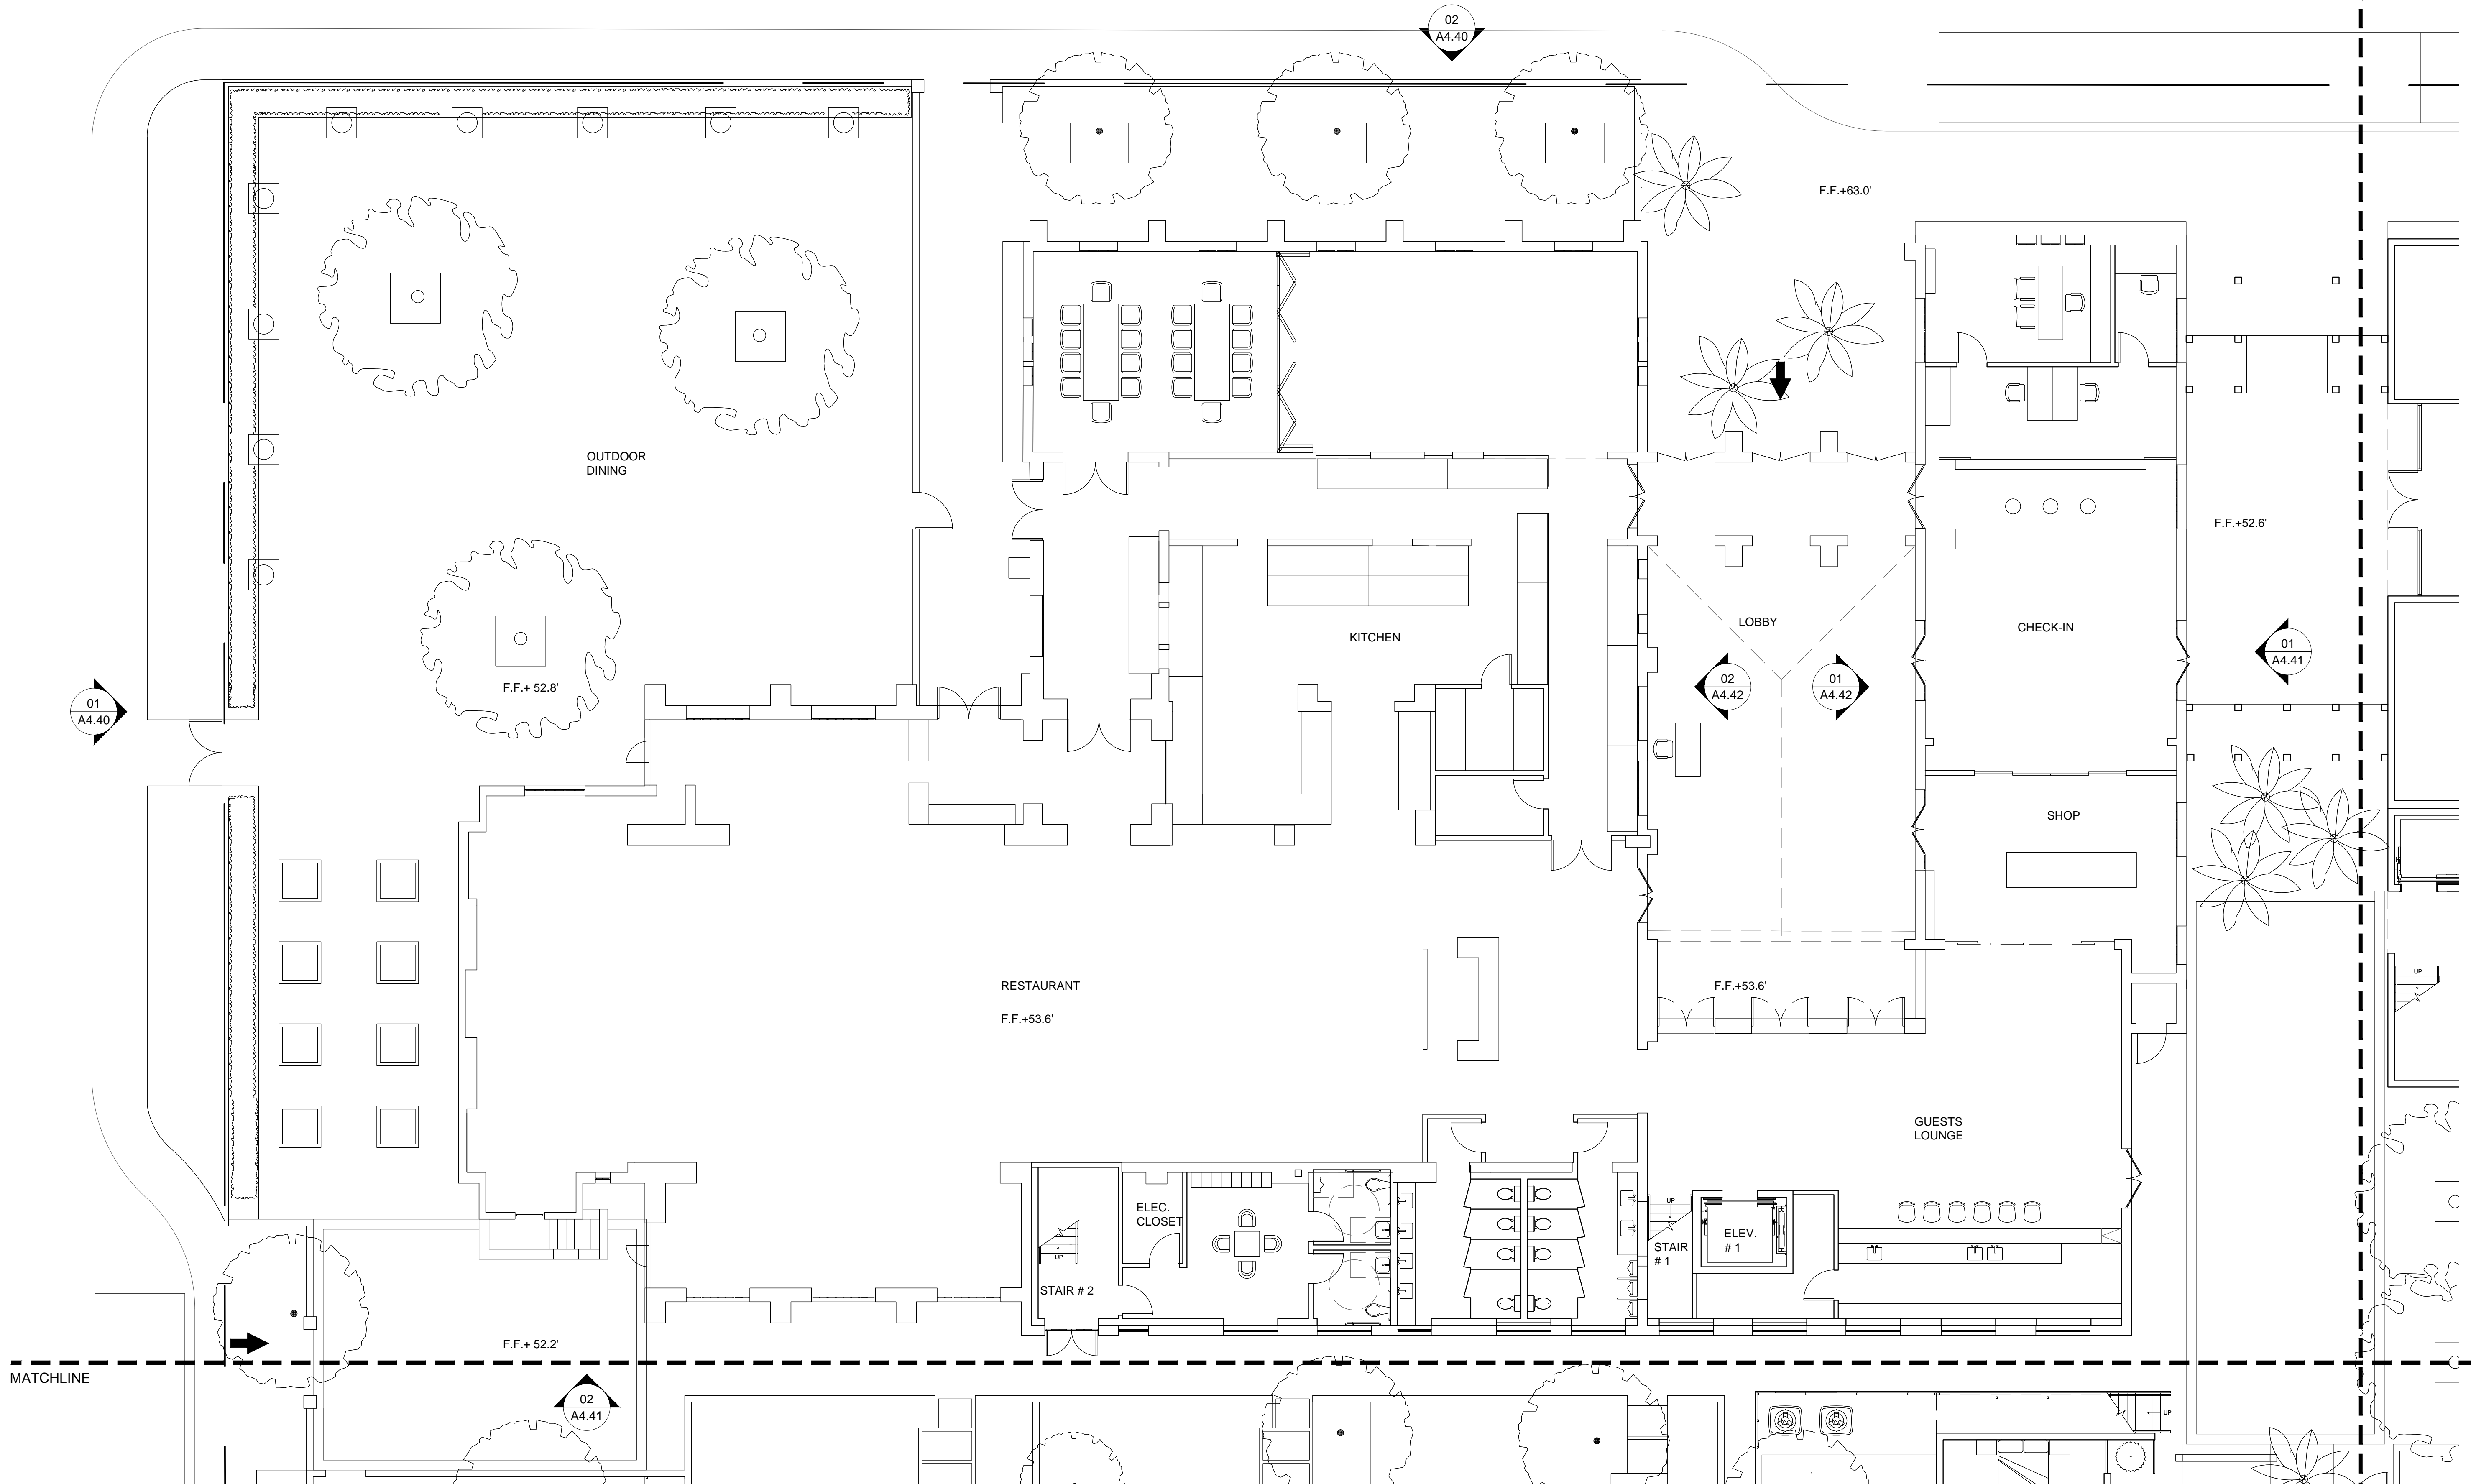 02
A4.40
F.F.+63.0'
OUTDOOR
DINING
F.F.+52.6'
LOBBY
CHECK-IN
KITCHEN
01
A4.41
02
A4.42
01
A4.42
F.F.+ 52.8'
01
A4.40
SHOP
UP
RESTAURANT
F.F.+53.6'
F.F.+53.6'
GUESTS
LOUNGE
ELEC.
CLOSET
UP
UP
STAIR
# 1
ELEV.
# 1
STAIR # 2
F.F.+ 52.2'
MATCHLINE
02
A4.41
UP